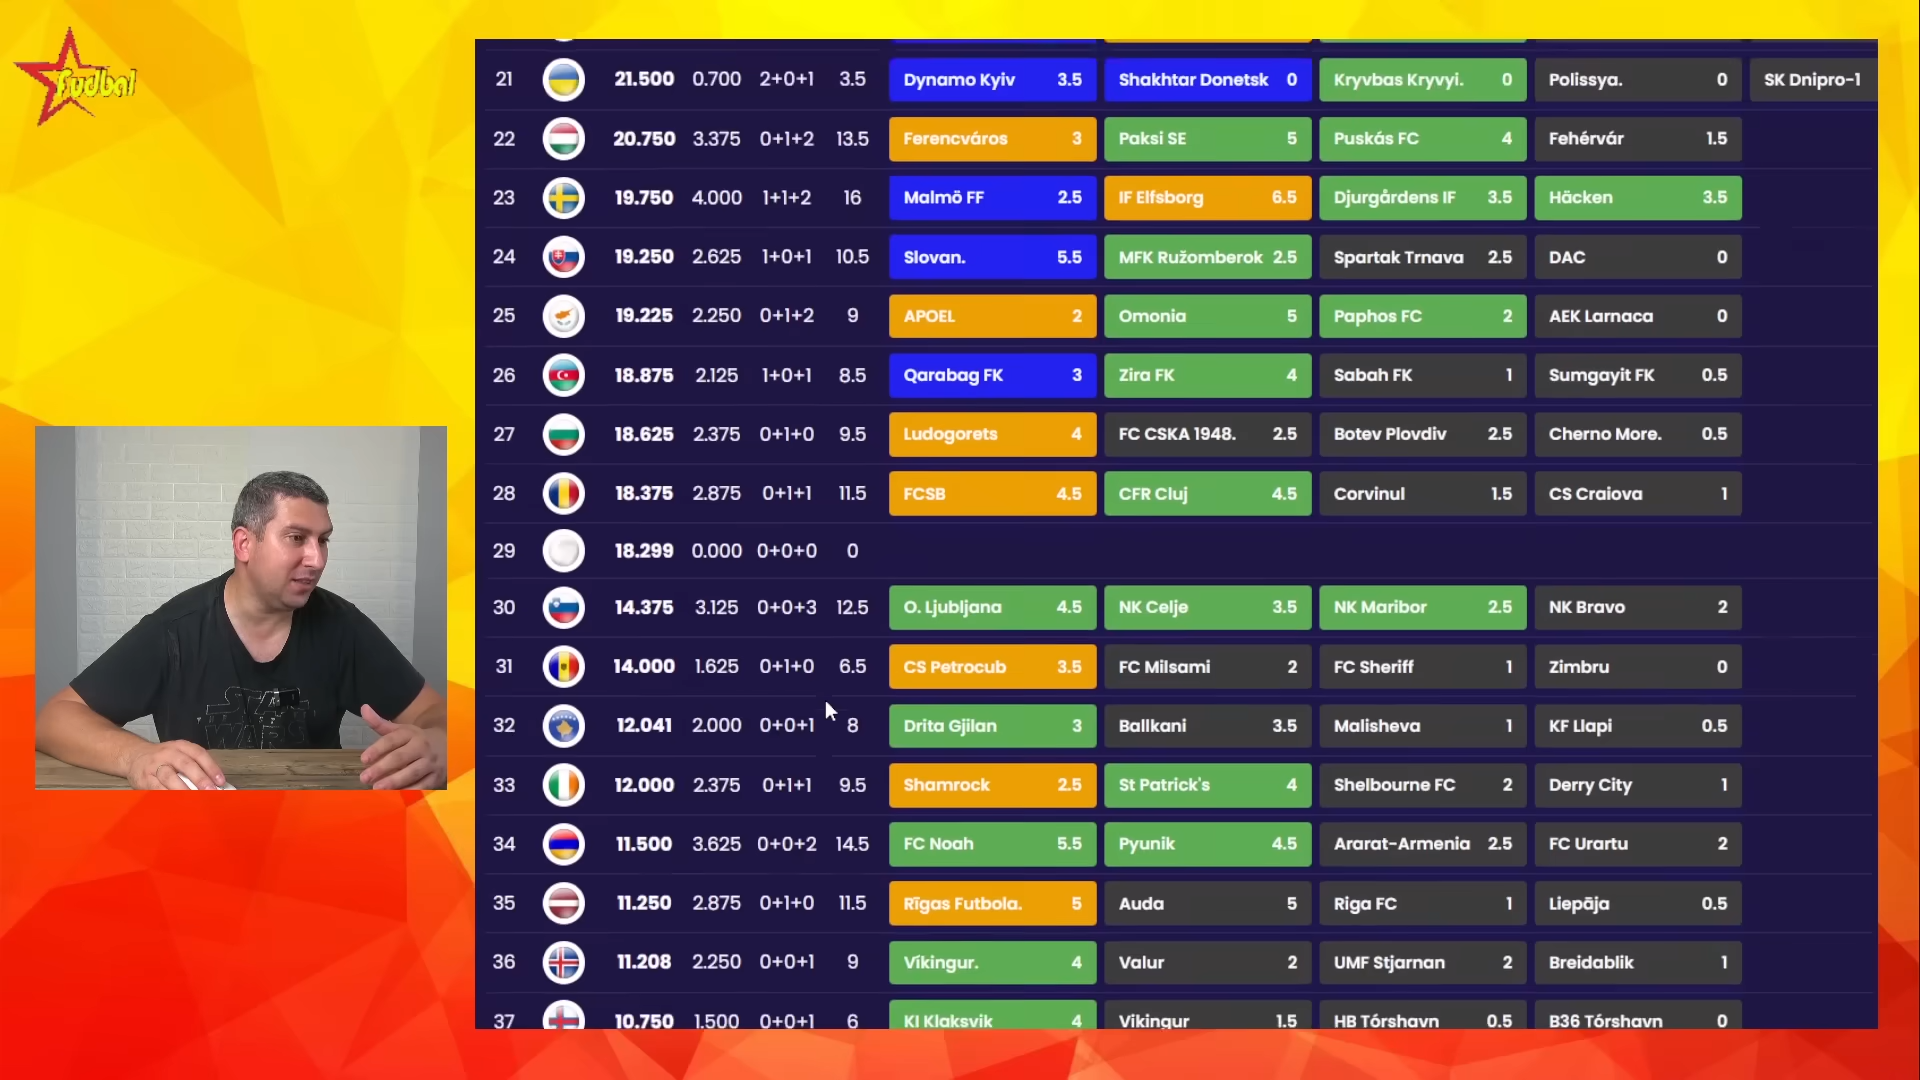 Fudbal
21 21.500 0.700 2+0+1 3.5 Dynamo Kyiv 3.5 Shakhtar Donetsk 0 Kryvbas Kryvyi. 0 Polissya. 0 SK Dnipro-1
22 20.750 3.375 0+1+2 13.5 Ferencváros 3 Paksi SE 5 Puskás FC 4 Fehérvár 1.5
23 19.750 4.000 1+1+2 16 Malmö FF 2.5 IF Elfsborg 6.5 Djurgårdens IF 3.5 Häcken 3.5
24 19.250 2.625 1+0+1 10.5 Slovan. 5.5 MFK Ružomberok 2.5 Spartak Trnava 2.5 DAC 0
25 19.225 2.250 0+1+2 9 APOEL 2 Omonia 5 Paphos FC 2 AEK Larnaca 0
26 18.875 2.125 1+0+1 8.5 Qarabag FK 3 Zira FK 4 Sabah FK 1 Sumgayit FK 0.5
27 18.625 2.375 0+1+0 9.5 Ludogorets 4 FC CSKA 1948. 2.5 Botev Plovdiv 2.5 Cherno More. 0.5
28 18.375 2.875 0+1+1 11.5 FCSB 4.5 CFR Cluj 4.5 Corvinul 1.5 CS Craiova 1
29 18.299 0.000 0+0+0 0
30 14.375 3.125 0+0+3 12.5 O. Ljubljana 4.5 NK Celje 3.5 NK Maribor 2.5 NK Bravo 2
31 14.000 1.625 0+1+0 6.5 CS Petrocub 3.5 FC Milsami 2 FC Sheriff 1 Zimbru 0
32 12.041 2.000 0+0+1 8 Drita Gjilan 3 Ballkani 3.5 Malisheva 1 KF Llapi 0.5
33 12.000 2.375 0+1+1 9.5 Shamrock 2.5 St Patrick's 4 Shelbourne FC 2 Derry City 1
34 11.500 3.625 0+0+2 14.5 FC Noah 5.5 Pyunik 4.5 Ararat-Armenia 2.5 FC Urartu 2
35 11.250 2.875 0+1+0 11.5 Rīgas Futbola. 5 Auda 5 Riga FC 1 Liepāja 0.5
36 11.208 2.250 0+0+1 9 Víkingur. 4 Valur 2 UMF Stjarnan 2 Breidablik 1
37 10.750 1.500 0+0+1 6 KI Klaksvik 4 Víkingur 1.5 HB Tórshavn 0.5 B36 Tórshavn 0
STAR
WARS